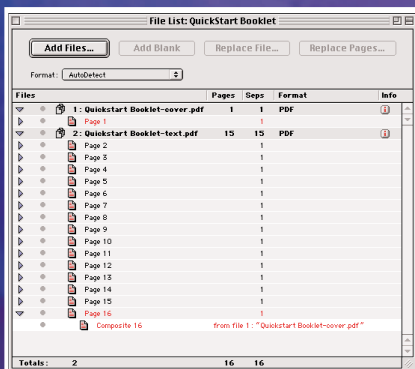 File List: QuickStart Booklet
Add Files... Add Blank Replace File... Replace Pages...
Format: AutoDetect
Files Pages Seps Format Info
1 : Quickstart Booklet-cover.pdf 1 1 PDF
Page 1 1
2: Quickstart Booklet-text.pdf 15 15 PDF
Page 2 1
Page 3 1
Page 4 1
Page 5 1
Page 6 1
Page 7 1
Page 8 1
Page 9 1
Page 10 1
Page 11 1
Page 12 1
Page 13 1
Page 14 1
Page 15 1
Page 16 1
Composite 16 from file 1 : "Quickstart Booklet-cover.pdf"
Totals: 2 16 16